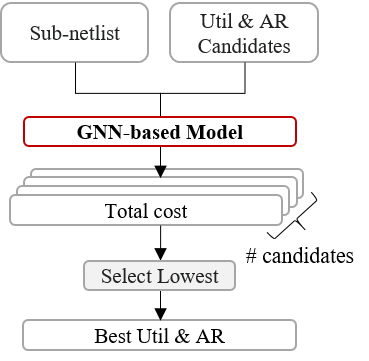 Sub-netlist
Util & AR
Candidates
GNN-based Model
Total cost
# candidates
Select Lowest
Best Util & AR